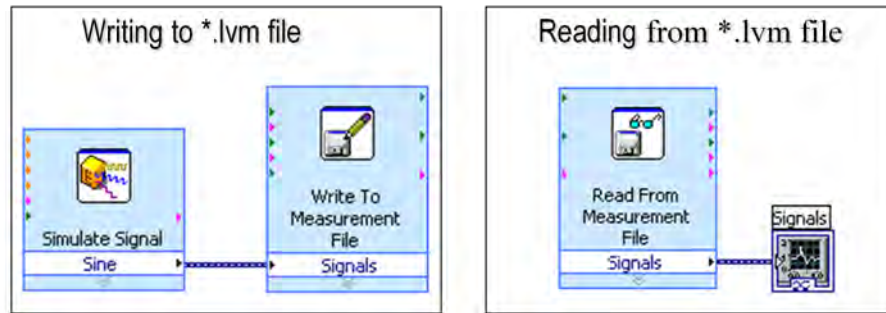 Writing to *.lvm file
Simulate Signal
Sine
Write To
Measurement
File
Signals
Reading from *.lvm file
Read From
Measurement
File
Signals
Signals